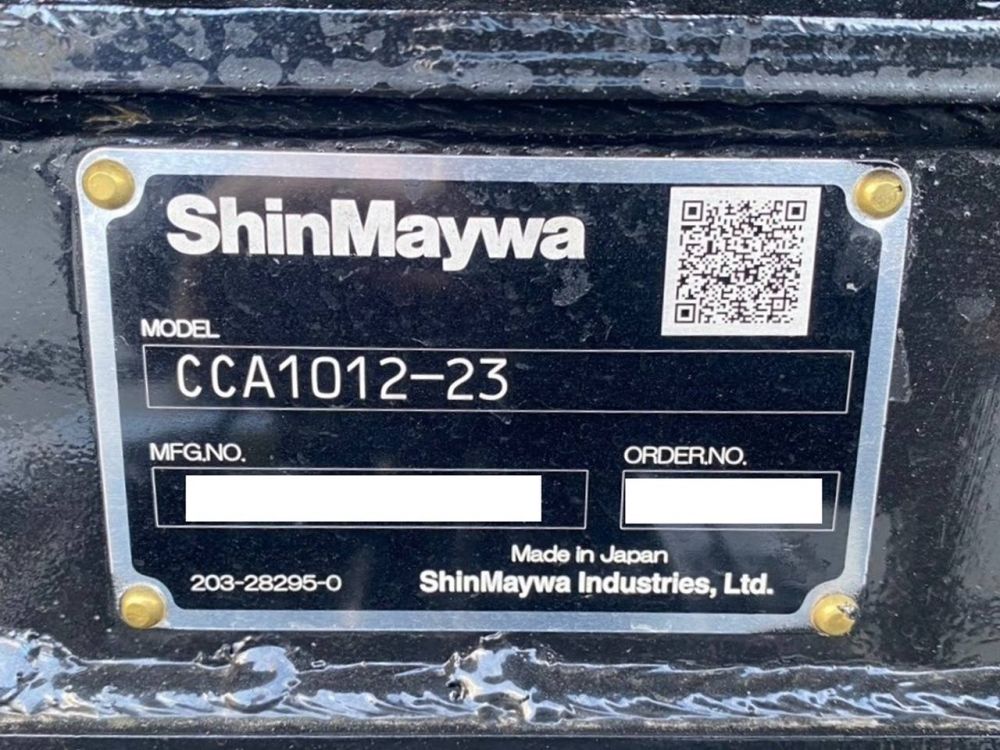 ShinMaywa
MODEL
CCA1012-23
MFG.NO.
ORDER.NO.
Made in Japan
203-28295-0
ShinMaywa Industries, Ltd.